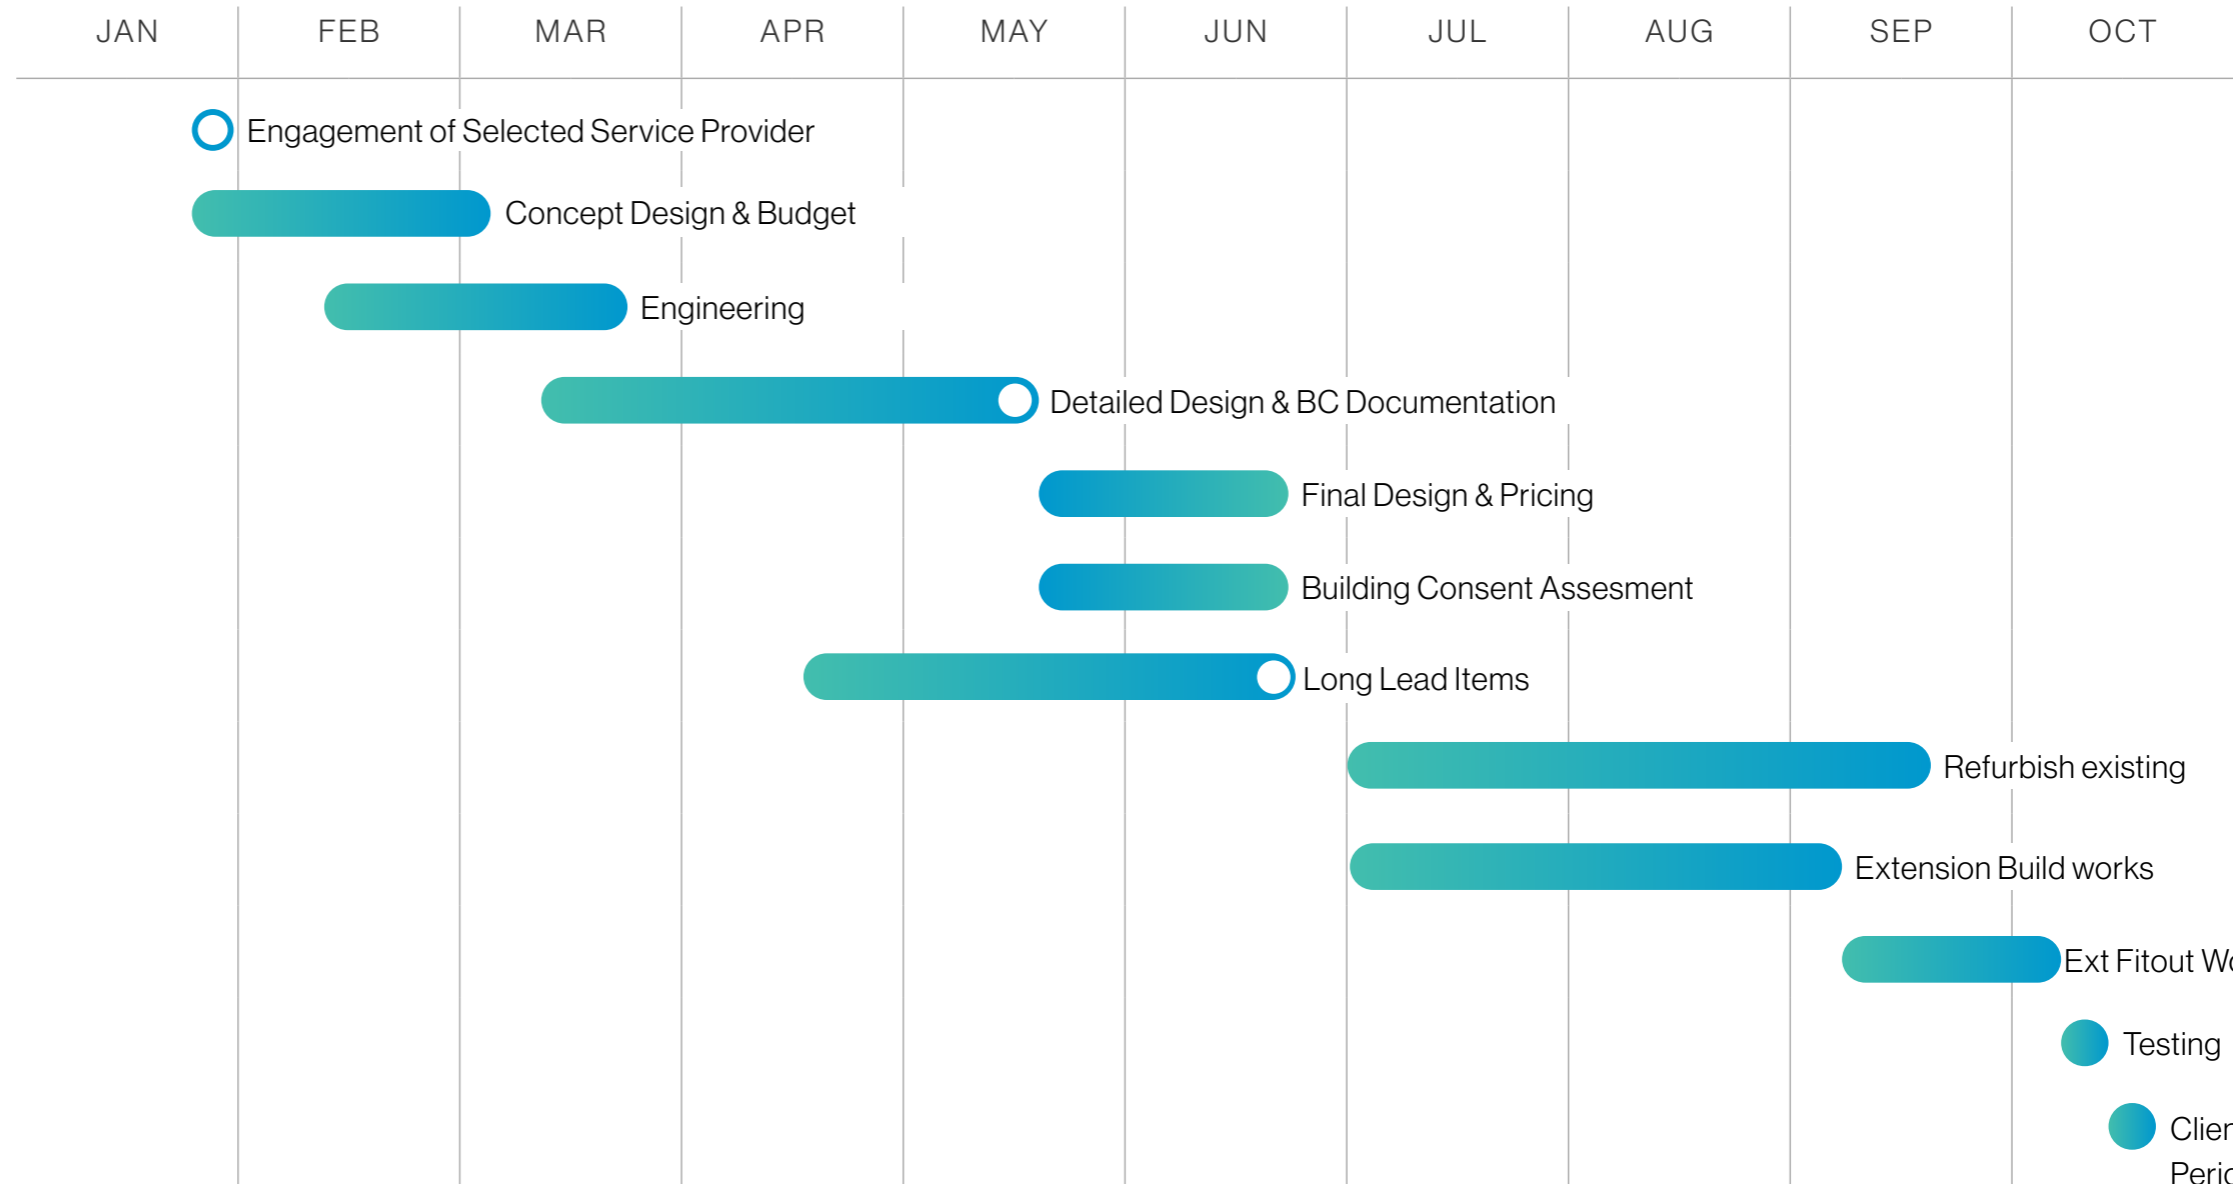 JAN FEB MAR APR MAY JUN JUL AUG SEP OCT
Engagement of Selected Service Provider
Concept Design & Budget
Engineering
Detailed Design & BC Documentation
Final Design & Pricing
Building Consent Assesment
Long Lead Items
Refurbish existing
Extension Build works
Ext Fitout
Testing